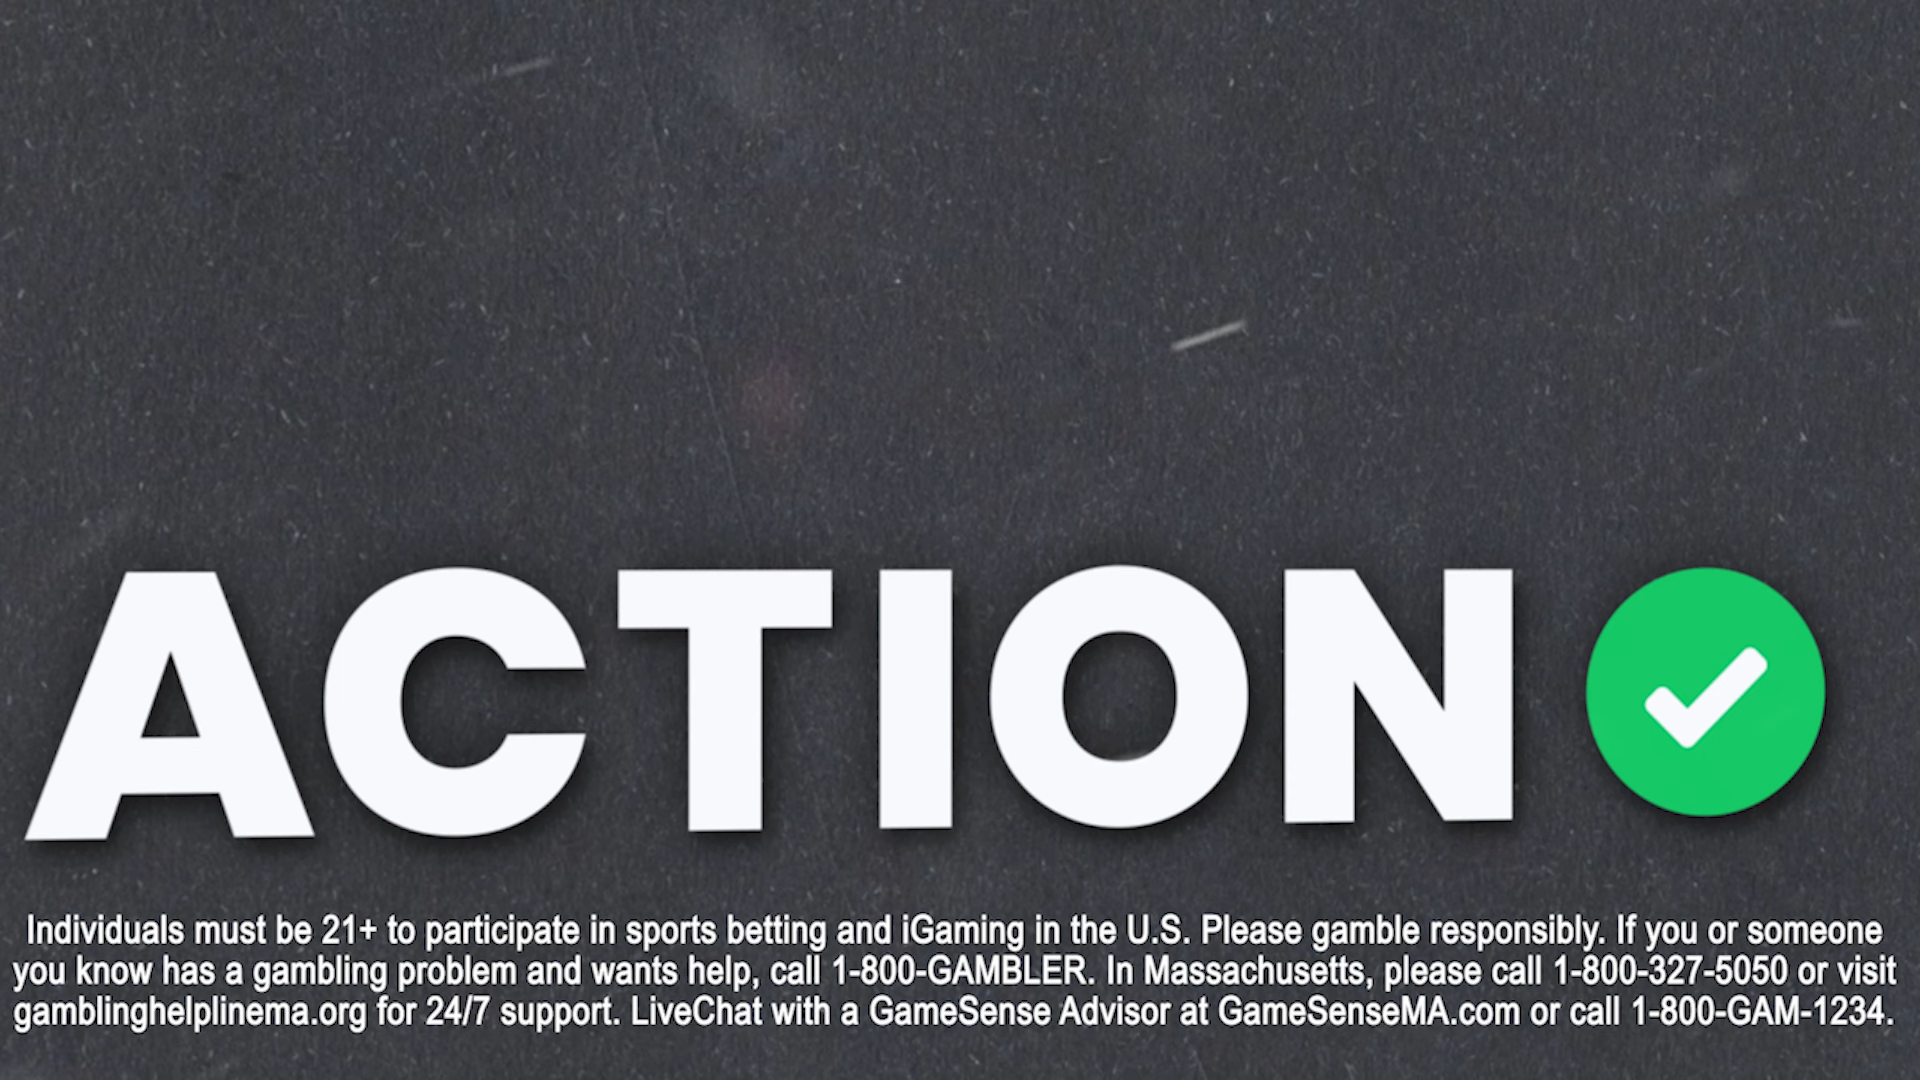 ACTION
Individuals must be 21+ to participate in sports betting and iGaming in the U.S. Please gamble responsibly. If you or someone
you know has a gambling problem and wants help, call 1-800-GAMBLER. In Massachusetts, please call 1-800-327-5050 or visit
gamblinghelplinema.org for 24/7 support. LiveChat with a GameSense Advisor at GameSenseMA.com or call 1-800-GAM-1234.